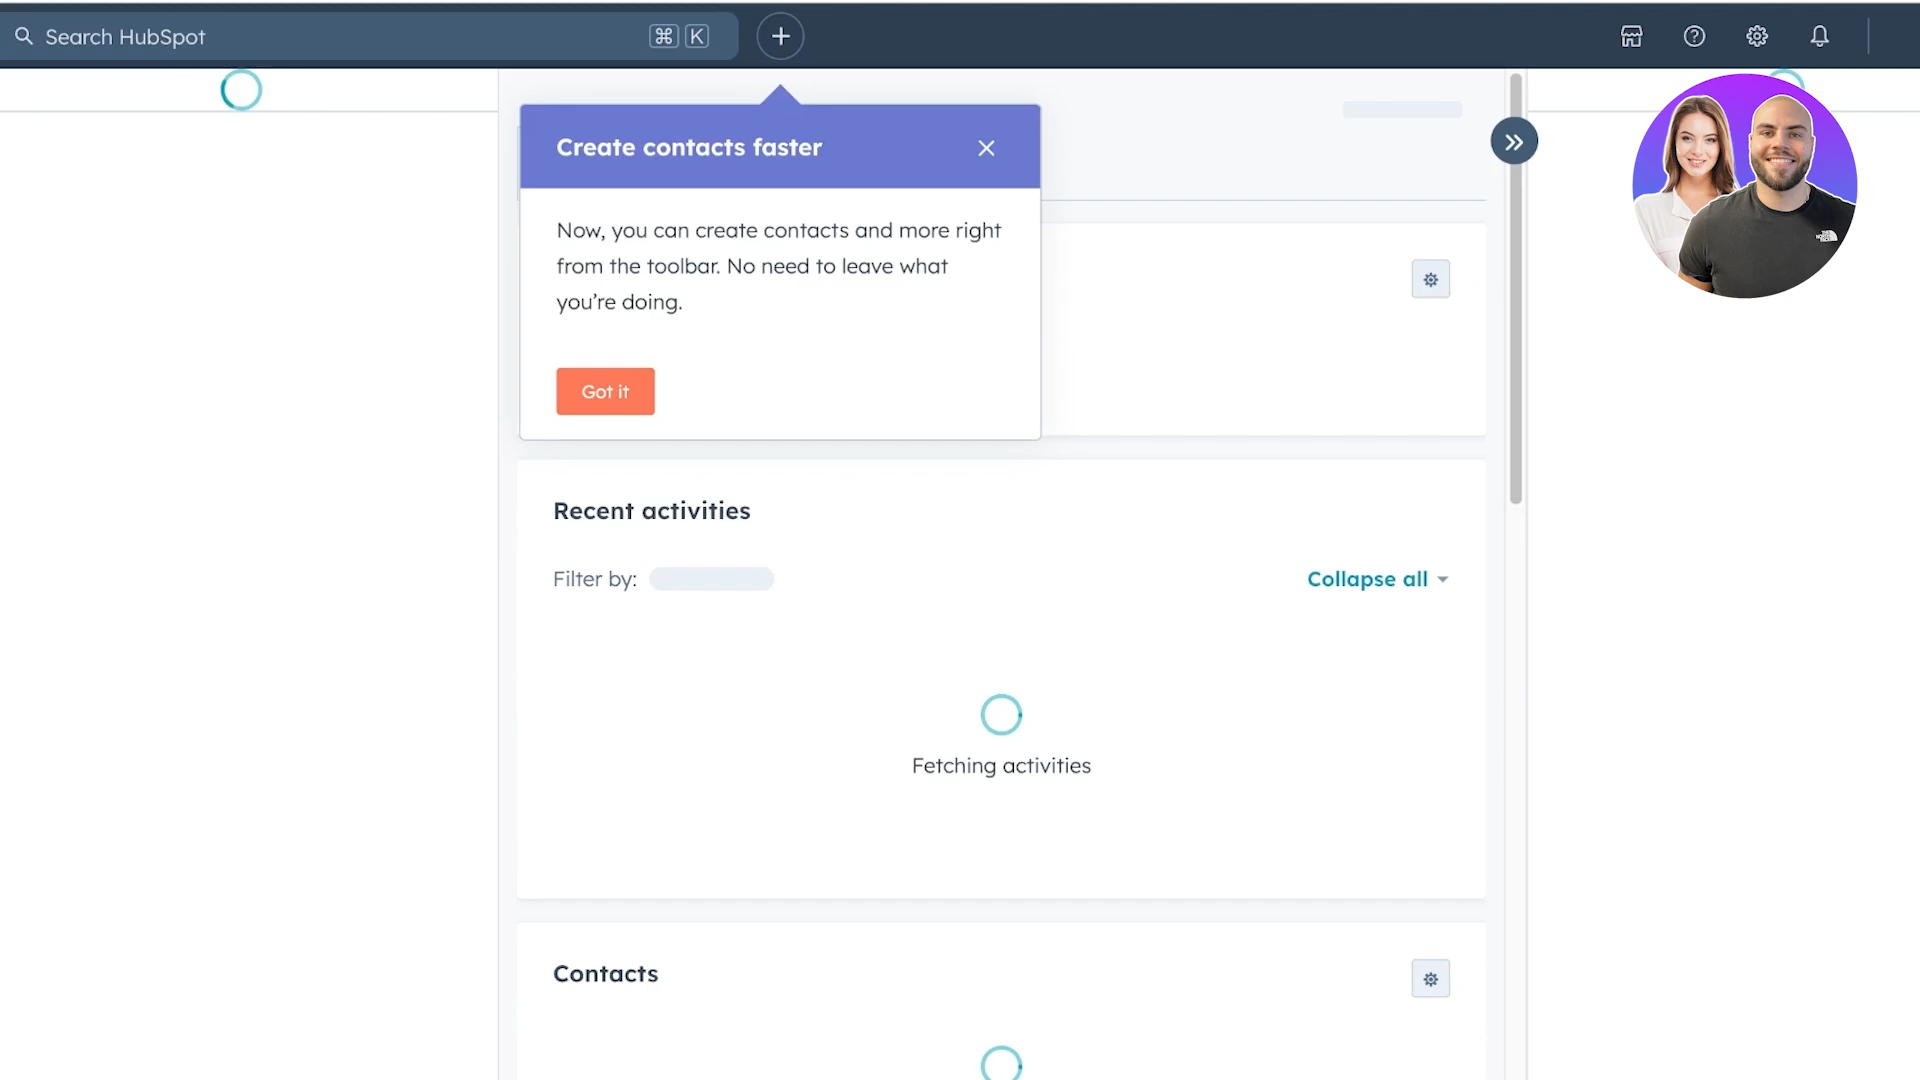 Search HubSpot
⌘ K
Create contacts faster
Now, you can create contacts and more right
from the toolbar. No need to leave what
you’re doing.
Got it
Recent activities
Filter by:
Collapse all
Fetching activities
Contacts